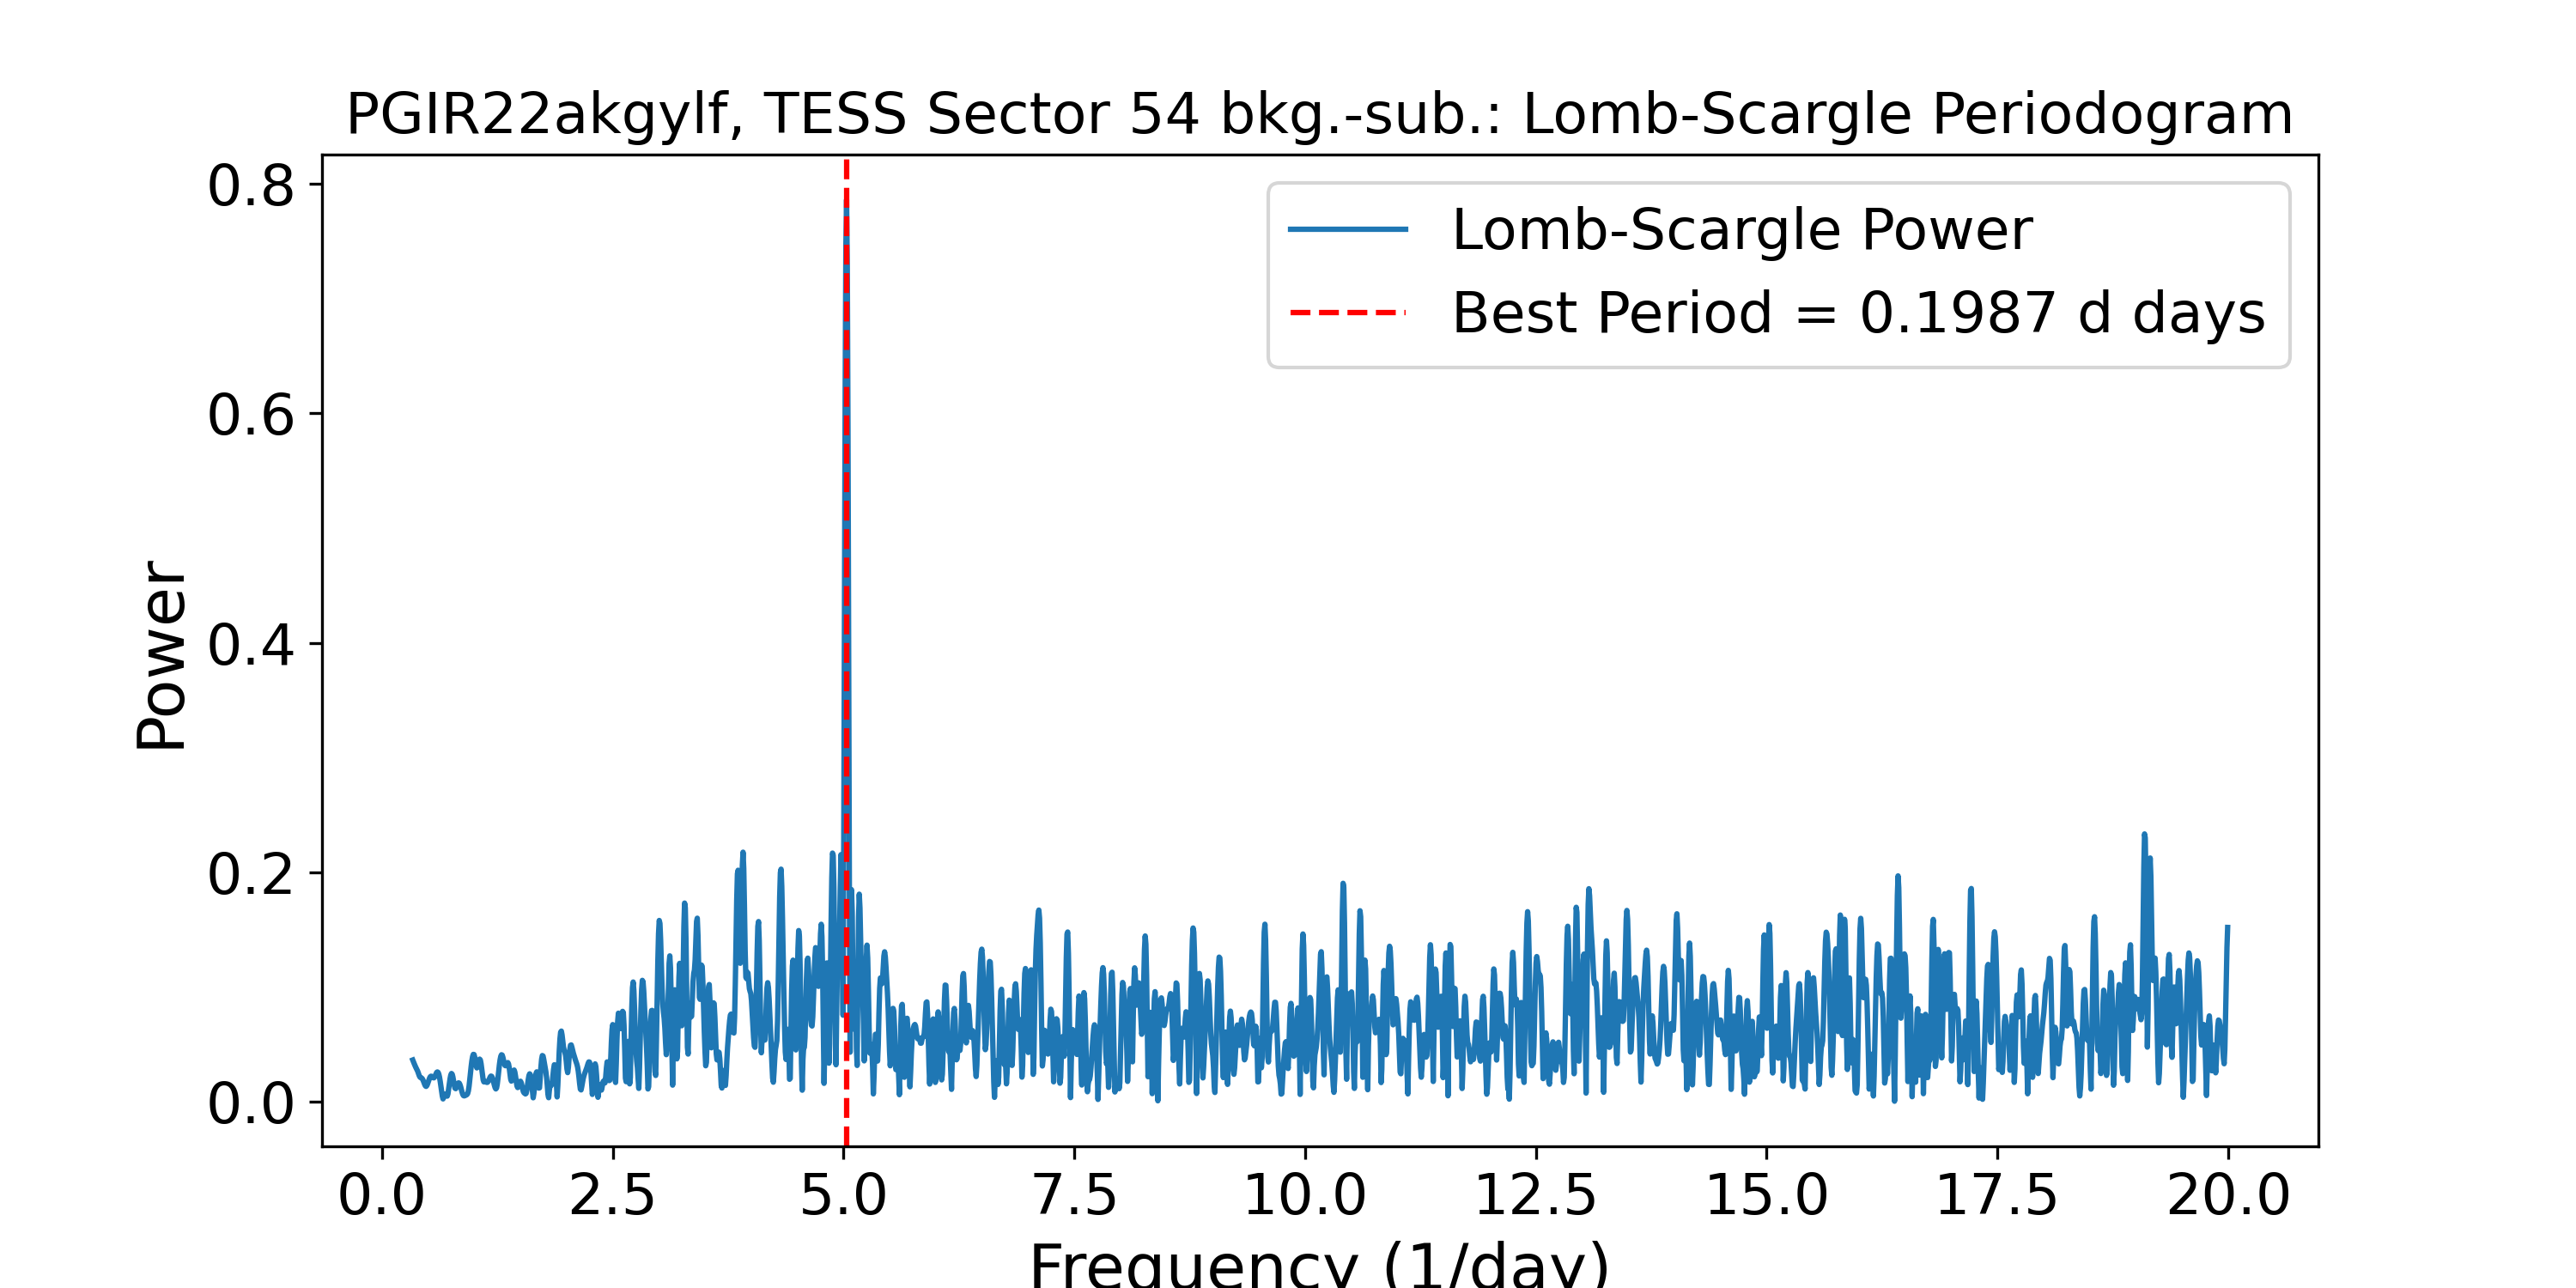 PGIR22akgylf, TESS Sector 54 bkg.-sub.: Lomb-Scargle Periodogram
0.8
0.6
0.4
0.2
0.0
Power
Lomb-Scargle Power
Best Period = 0.1987 d days
0.0 2.5 5.0 7.5 10.0 12.5 15.0 17.5 20.0
Frequency (1/day)